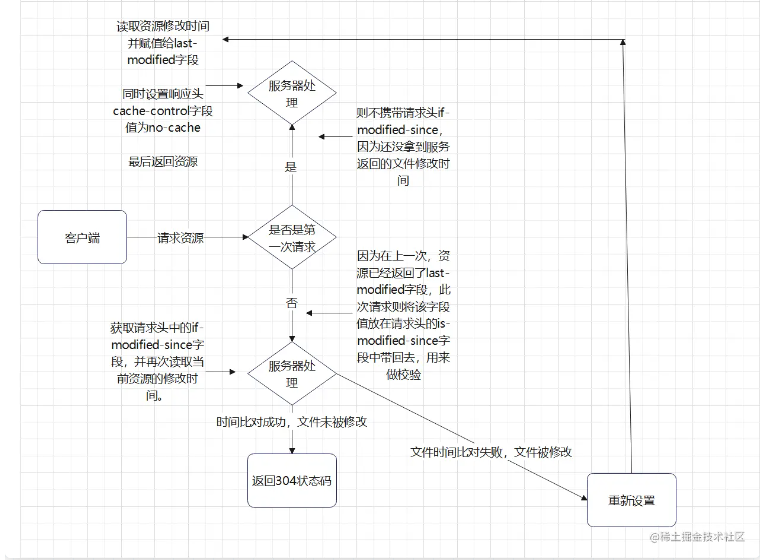 读取资源修改时间
并赋值给last-
modified字段
同时设置响应头
cache-control字段
值为no-cache
最后返回资源
服务器处
理
则不携带请求头if-
modified-since，
因为还没拿到服务
返回的文件修改时
间
是
客户端
请求资源
是否是第
一次请求
因为在上一次，资
源已经返回了last-
modified字段，此
次请求则将该字段
值放在请求头的is-
modified-since字
段中带回去，用来
做校验
否
获取请求头中的if-
modified-since字
段，并再次读取当
前资源的修改时
间。
服务器处
理
时间比对成功，文件未被修改
文件时间比对失败，文件被修改
返回304状态码
重新设置
@稀土掘金技术社区